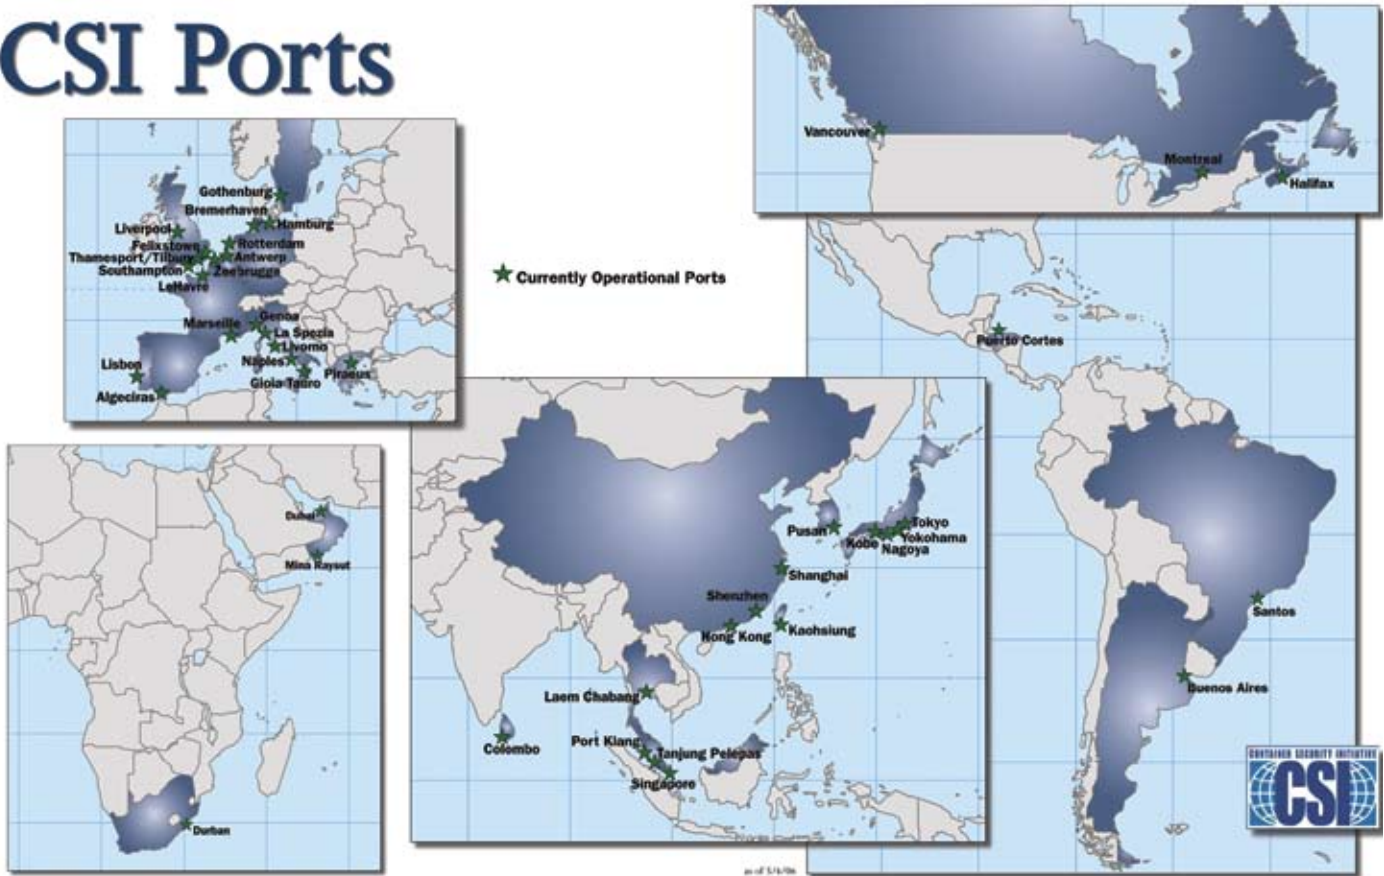 CSI Ports
Vancouver
Montreal
Halifax
Gothenburg
Bremerhaven
Hamburg
Liverpool
Felixstowe
Rotterdam
Thamesport/Tilbury
Antwerp
Southampton
Zeebrugge
LeHavre
Marseille
Genoa
La Spezia
Livorno
Naples
Lisbon
Gioia Tauro
Piraeus
Algeciras
Currently Operational Ports
Puerto Cortes
Santos
Buenos Aires
Dubai
Mina Raysut
Durban
Pusan
Tokyo
Kobe
Yokohama
Nagoya
Shanghai
Shenzhen
Hong Kong
Kaohsiung
Laem Chabang
Colombo
Port Klang
Tanjung Pelepas
Singapore
CONTAINER SECURITY INITIATIVE
CSI